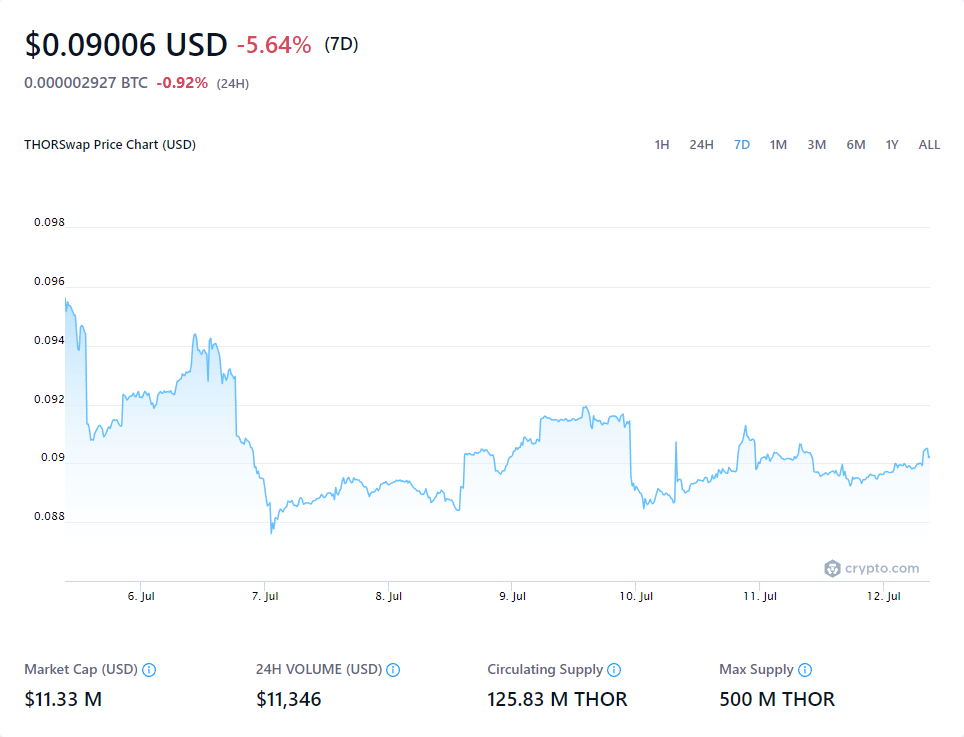 $0.09006 USD -5.64% (7D)
0.000002927 BTC -0.92% (24H)
THORSwap Price Chart (USD) 1H 24H 7D 1M 3M 6M 1Y ALL
0.098
0.096
0.094
0.092
0.09
0.088
crypto.com
6. Jul 7. Jul 8. Jul 9. Jul 10. Jul 11. Jul 12. Jul
Market Cap (USD) 24H VOLUME (USD) Circulating Supply Max Supply
$11.33 M $11,346 125.83 M THOR 500 M THOR